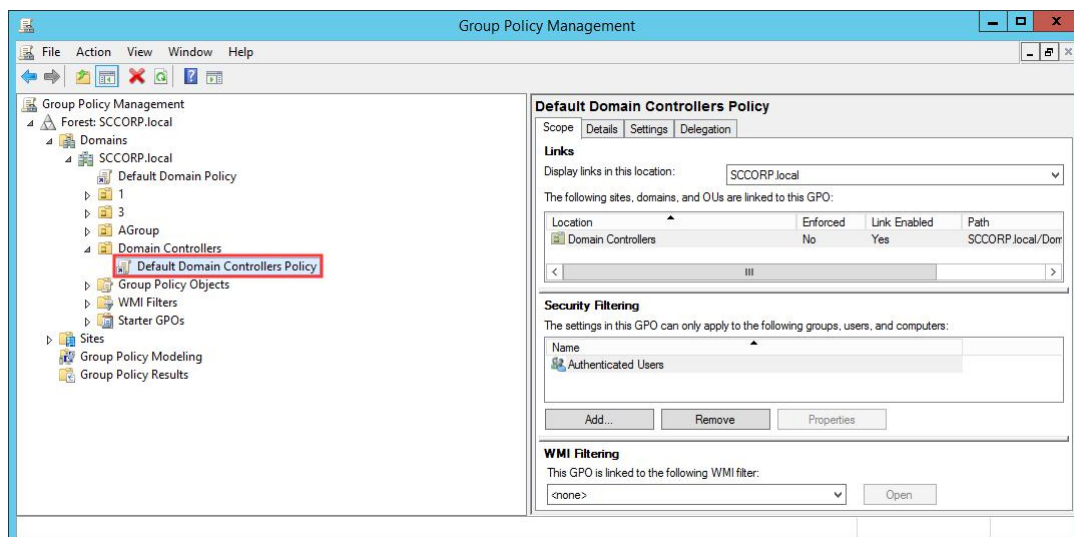 Group Policy Management
File Action View Window Help
Group Policy Management
Forest: SCCORP.local
Domains
SCCORP.local
Default Domain Policy
1
3
AGroup
Domain Controllers
Default Domain Controllers Policy
Group Policy Objects
WMI Filters
Starter GPOs
Sites
Group Policy Modeling
Group Policy Results
Default Domain Controllers Policy
Scope Details Settings Delegation
Links
Display links in this location: SCCORP.local
The following sites, domains, and OUs are linked to this GPO:
Location Enforced Link Enabled Path
Domain Controllers No Yes SCCORP.local/Dom
Security Filtering
The settings in this GPO can only apply to the following groups, users, and computers:
Name
Authenticated Users
Add... Remove Properties
WMI Filtering
This GPO is linked to the following WMI filter:
<none> Open